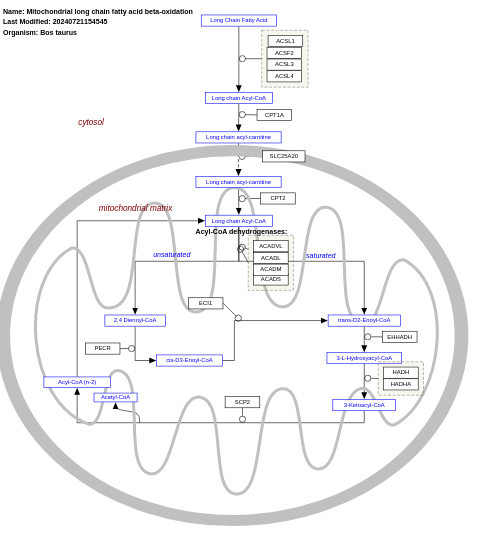 Name: Mitochondrial long chain fatty acid beta-oxidation
Last Modified: 20240721154545
Organism: Bos taurus
Long Chain Fatty Acid
ACSL1
ACSF2
ACSL3
ACSL4
Long chain Acyl-CoA
CPT1A
cytosol
Long chain acyl-carnitine
SLC25A20
Long chain acyl-carnitine
CPT2
mitochondrial matrix
Long chain Acyl-CoA
Acyl-CoA dehydrogenases:
ACADVL
unsaturated
saturated
ACADL
ACADM
ACADS
ECI1
2,4 Dienoyl-CoA
trans-D2-Enoyl-CoA
EHHADH
PECR
cis-D3-Enoyl-CoA
3-L-Hydroxyacyl-CoA
HADH
Acyl-CoA (n-2)
HADHA
Acetyl-CoA
SCP2
3-Ketoacyl-CoA